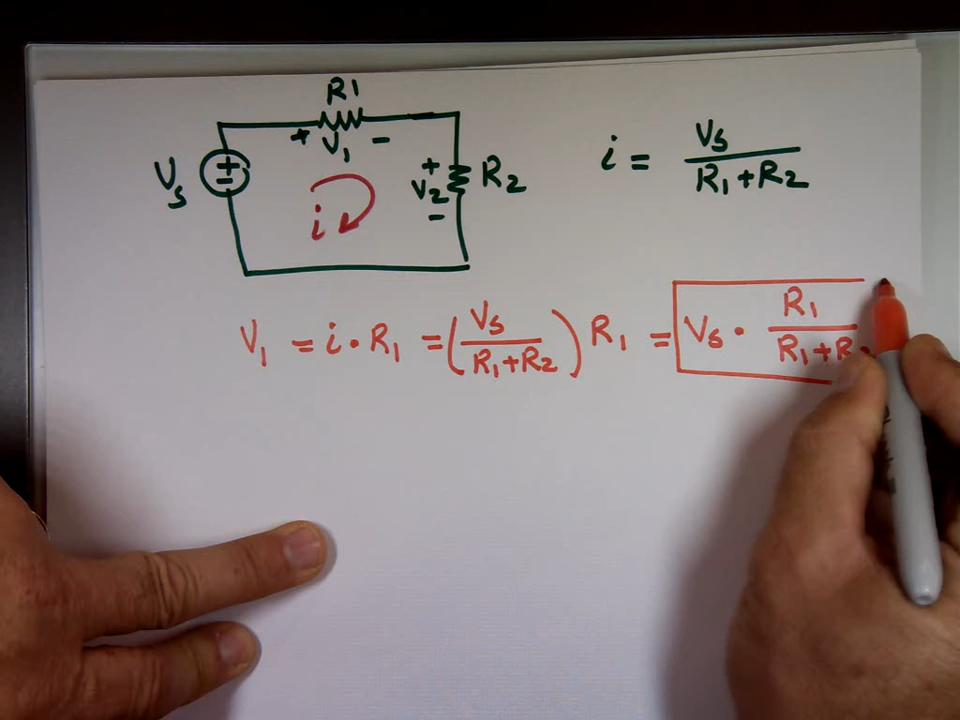 R1
+ V₁ -
Vs + -
+ V₂ -
R₂
i
i = Vs / (R₁+R₂)
V₁ = i · R₁ = (Vs / (R₁+R₂)) R₁ = Vs · R₁ / (R₁+R